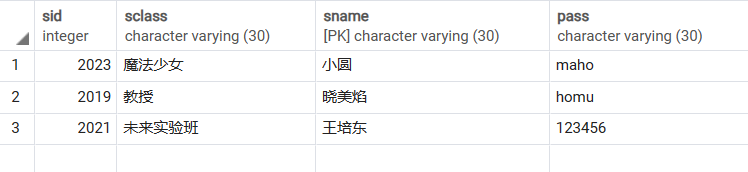 sid sclass sname pass
integer character varying (30) [PK] character varying (30) character varying (30)
1 2023 魔法少女 小圆 maho
2 2019 教授 晓美焰 homu
3 2021 未来实验班 王培东 123456